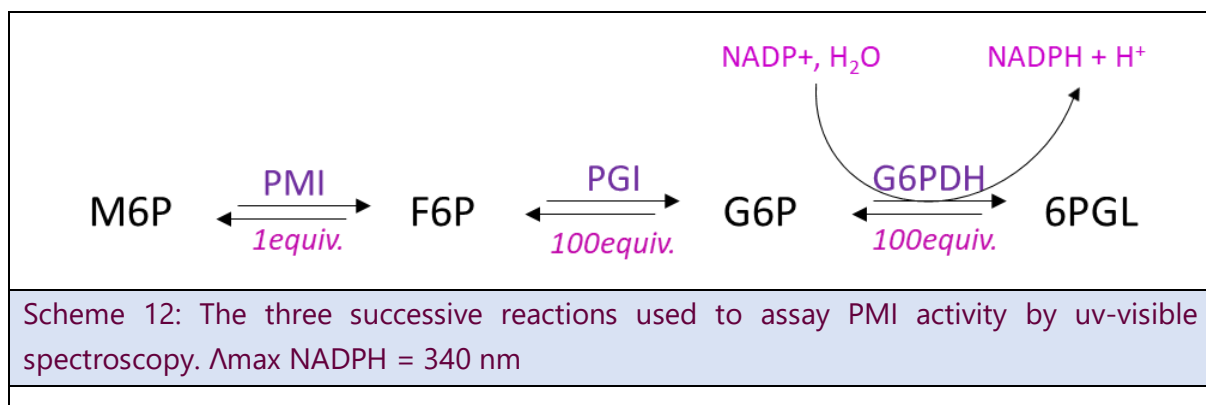 NADP+, H₂O NADPH + H⁺
PMI PGI G6PDH
M6P F6P G6P 6PGL
1equiv. 100equiv. 100equiv.
Scheme 12: The three successive reactions used to assay PMI activity by uv-visible
spectroscopy. Λmax NADPH = 340 nm